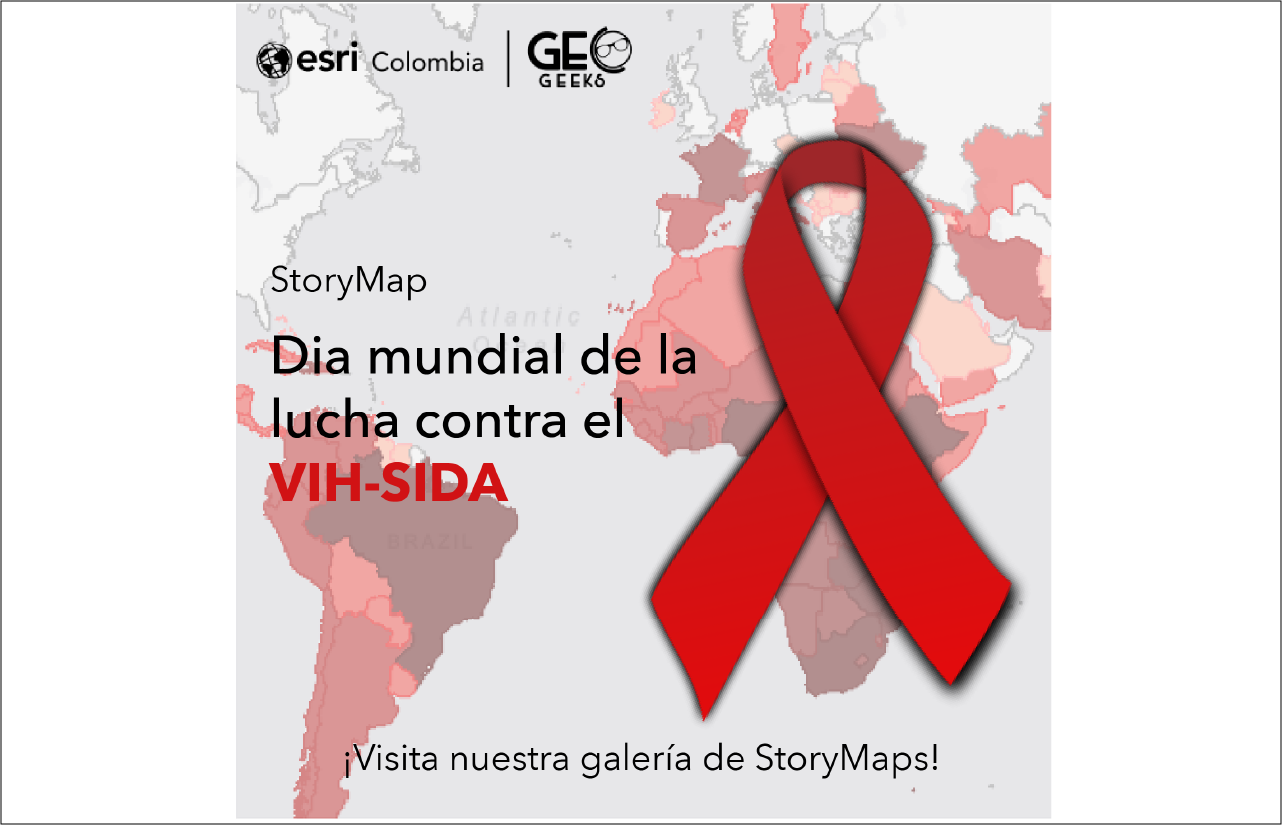 esri Colombia
GEO
GEEKS
StoryMap
Atlantic
Ocean
Dia mundial de la
lucha contra el
VIH-SIDA
BRAZIL
¡Visita nuestra galería de StoryMaps!